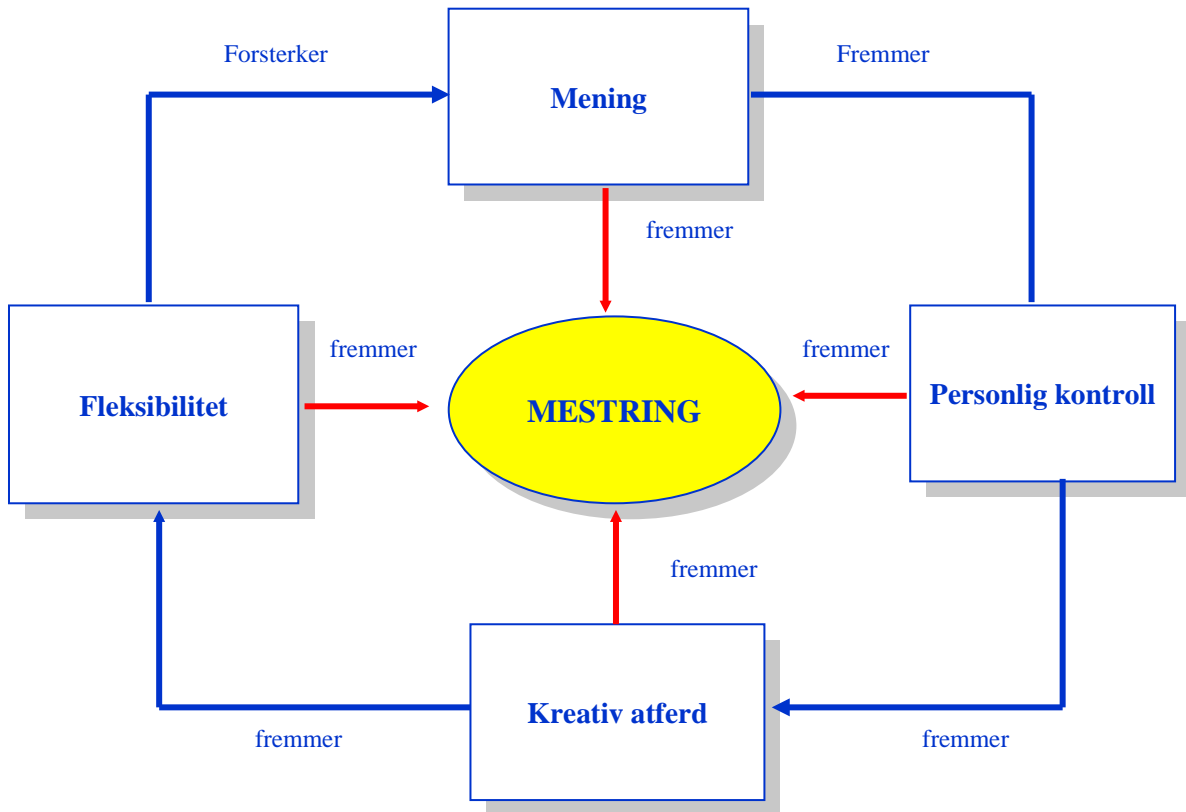 Forsterker
Fremmer
Mening
fremmer
fremmer
fremmer
Fleksibilitet
MESTRING
Personlig kontroll
fremmer
Kreativ atferd
fremmer
fremmer